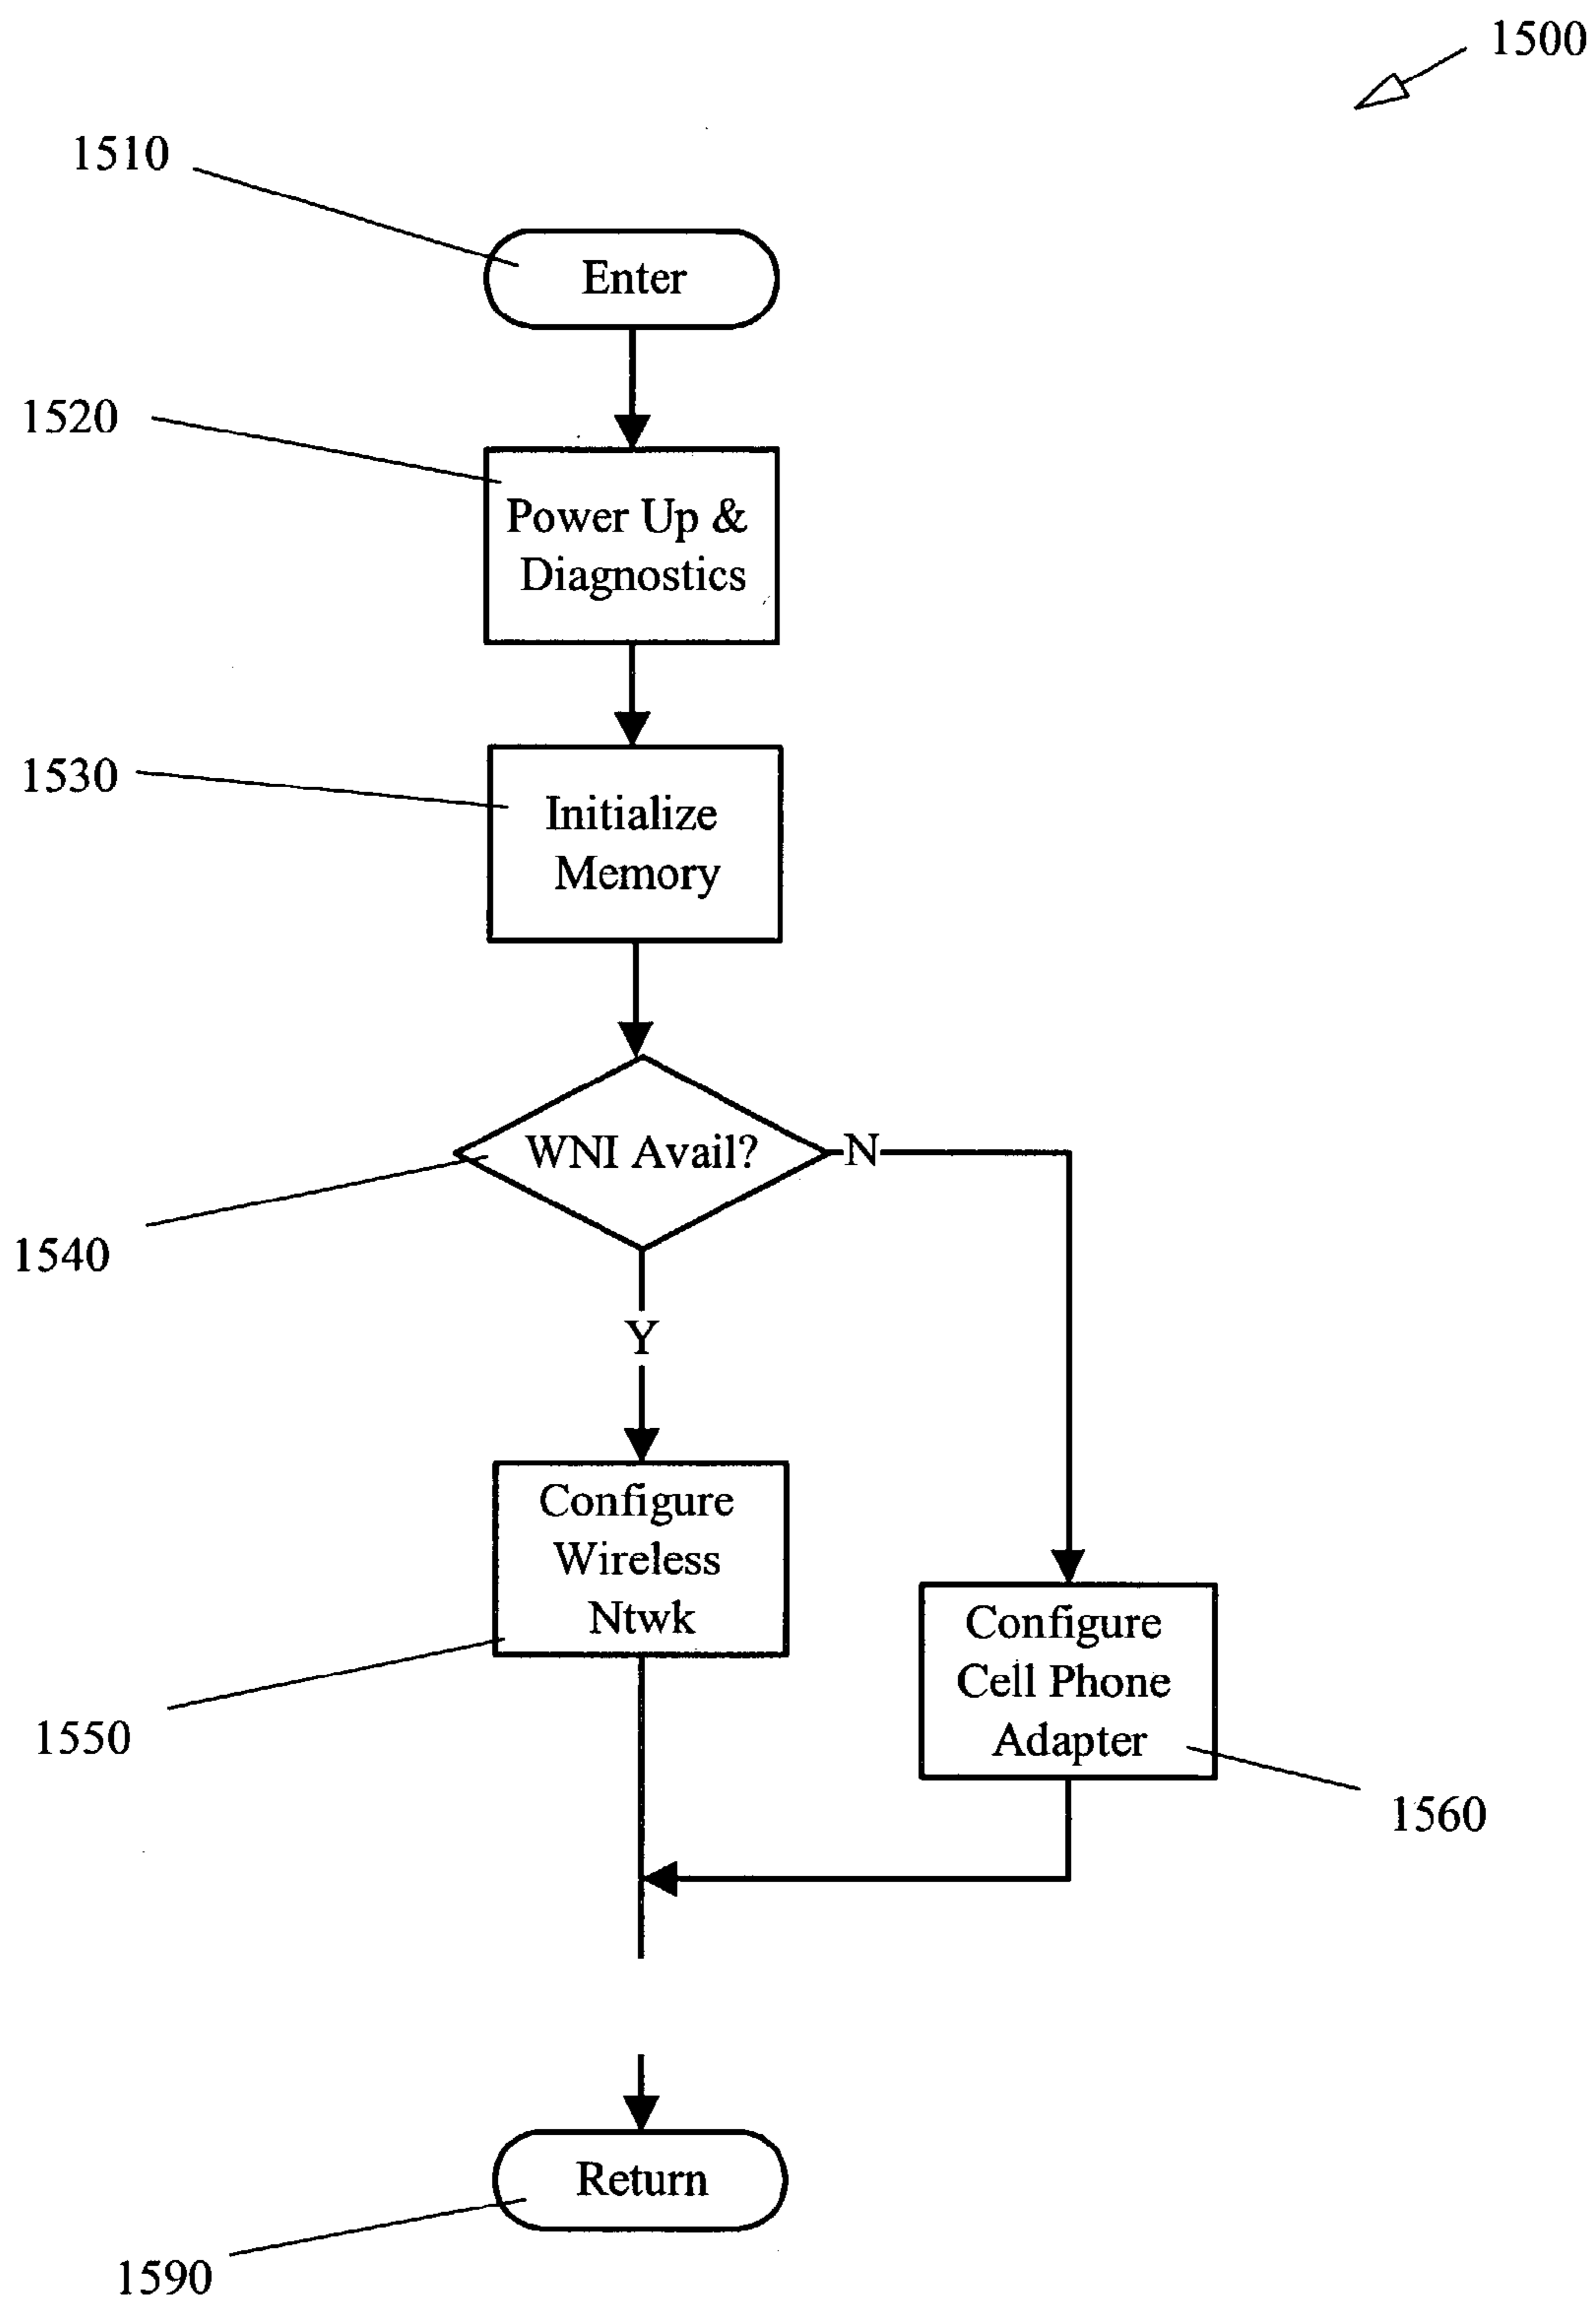 1500
1510
Enter
1520
Power Up &
Diagnostics
1530
Initialize
Memory
WNI Avail?
N
1540
Y
Configure
Wireless
Ntwk
Configure
Cell Phone
Adapter
1550
1560
Return
1590